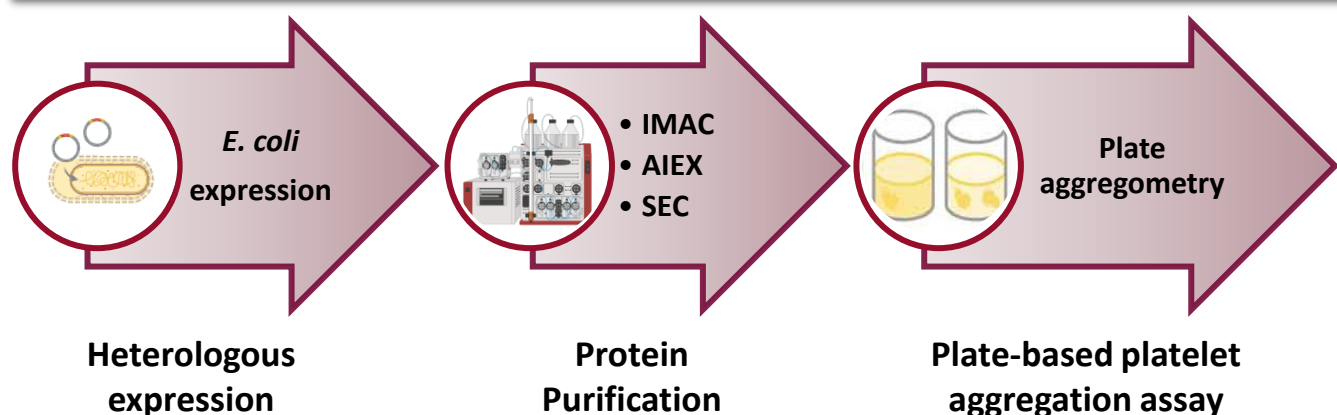 E. coli
expression
• IMAC
• AIEX
• SEC
Plate
aggregometry
Heterologous
expression
Protein
Purification
Plate-based platelet
aggregation assay